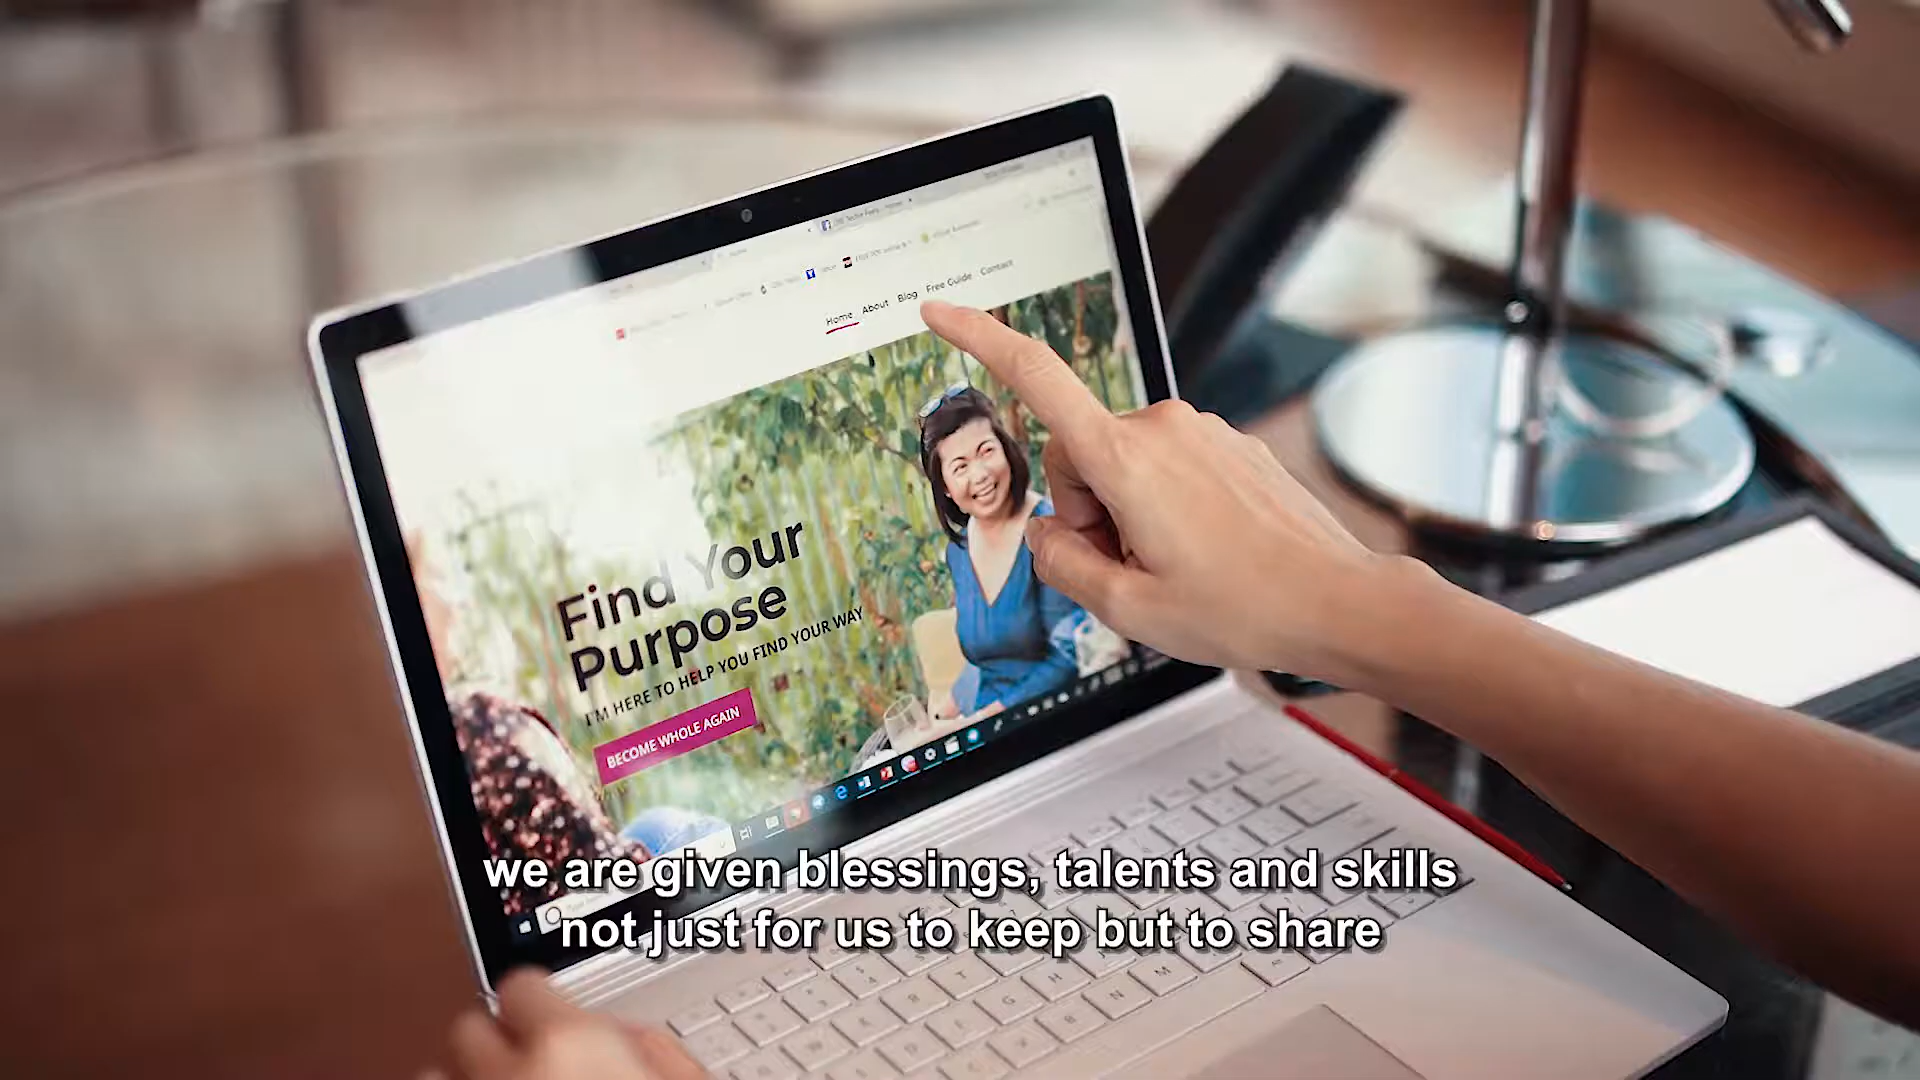 Home About Blog Free Guide Contact
Find Your
Purpose
I'M HERE TO HELP YOU FIND YOUR WAY
BECOME WHOLE AGAIN
we are given blessings, talents and skills
not just for us to keep but to share